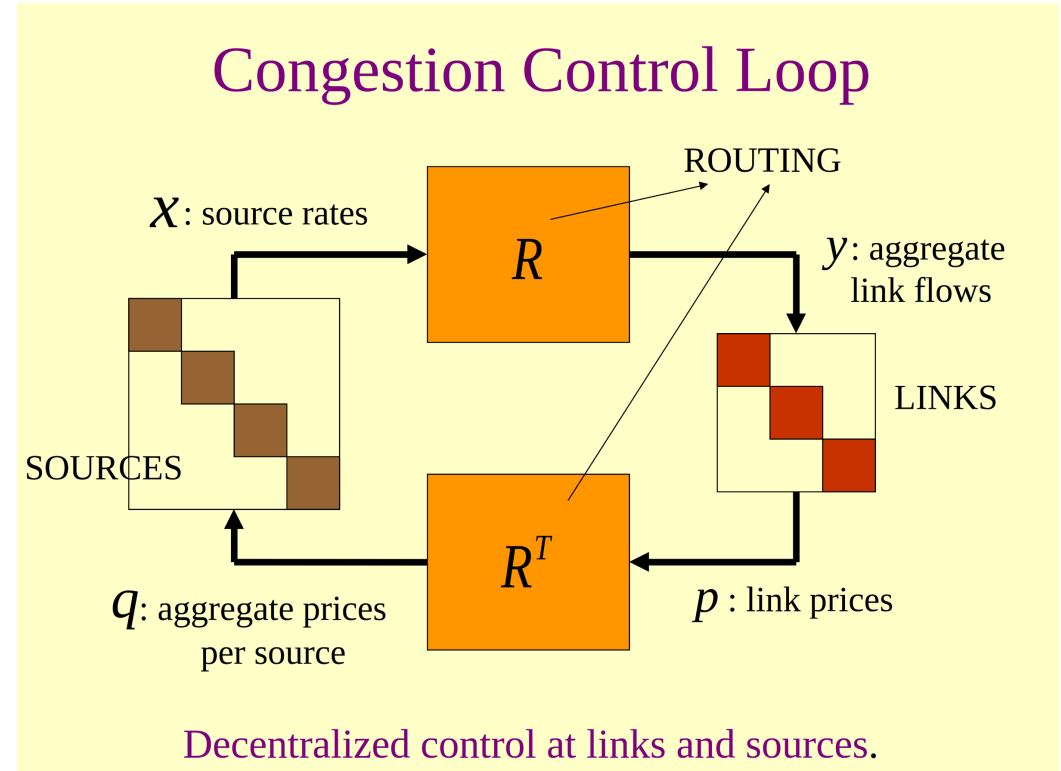 Congestion Control Loop
ROUTING
x : source rates
R
y : aggregate
link flows
LINKS
SOURCES
R^T
q: aggregate prices
per source
p : link prices
Decentralized control at links and sources.